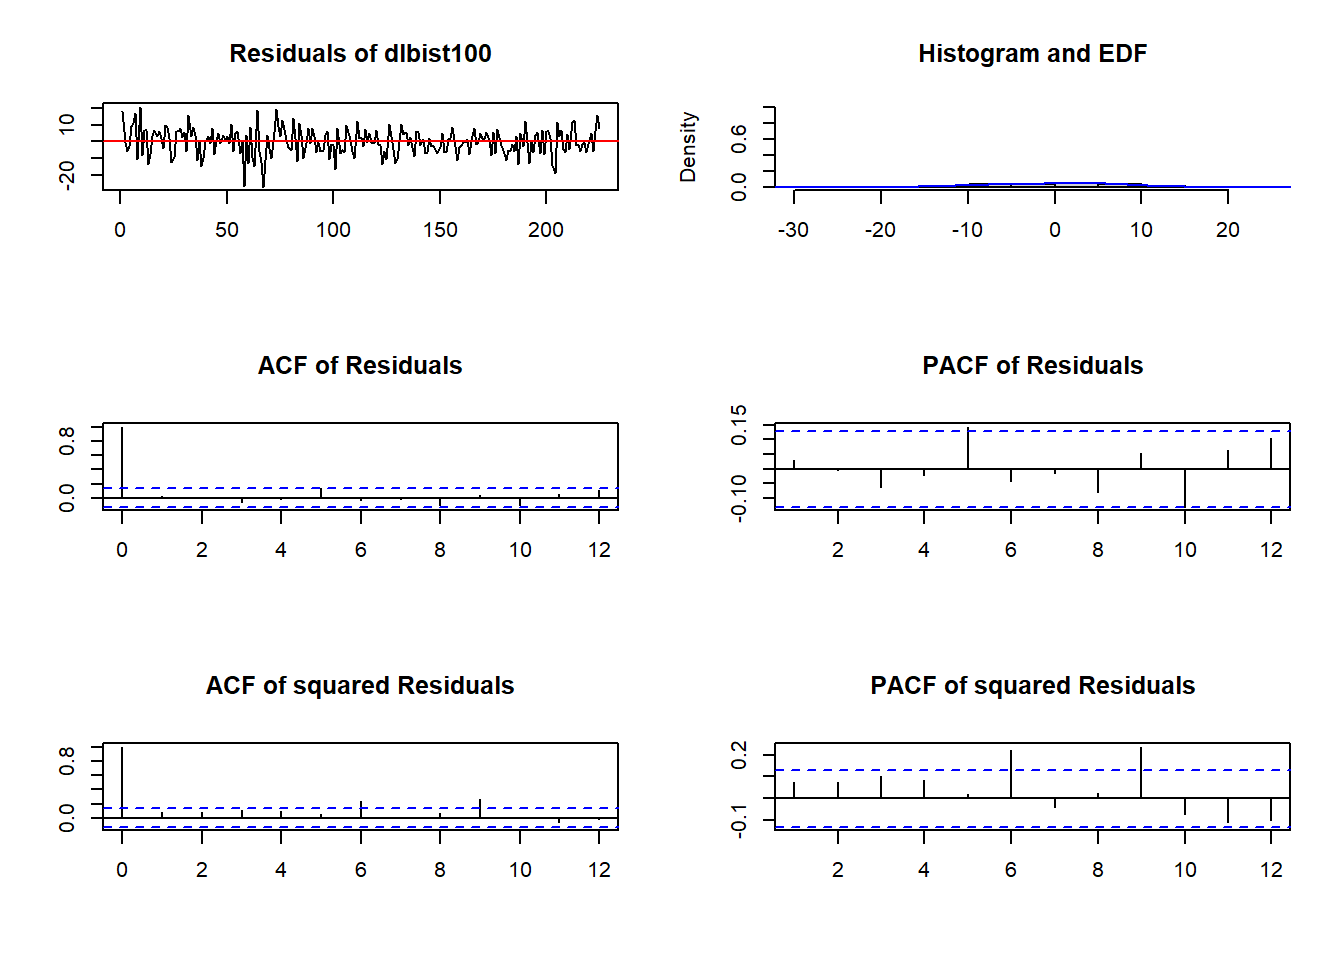 Residuals of dlbist100
10
-20
0 50 100 150 200
Histogram and EDF
Density
0.6
0.0
-30 -20 -10 0 10 20
ACF of Residuals
0.8
0.0
0 2 4 6 8 10 12
PACF of Residuals
0.15
-0.10
2 4 6 8 10 12
ACF of squared Residuals
0.8
0.0
0 2 4 6 8 10 12
PACF of squared Residuals
0.2
-0.1
2 4 6 8 10 12